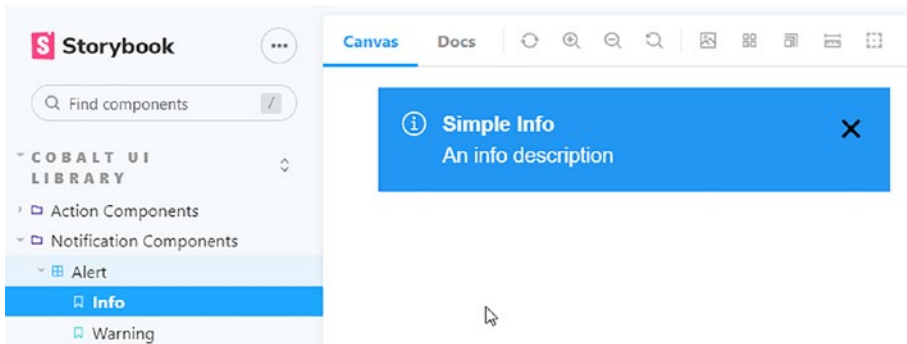 Storybook
Canvas Docs
Find components /
COBALT UI
LIBRARY
Action Components
Notification Components
Alert
Info
Warning
Simple Info
An info description